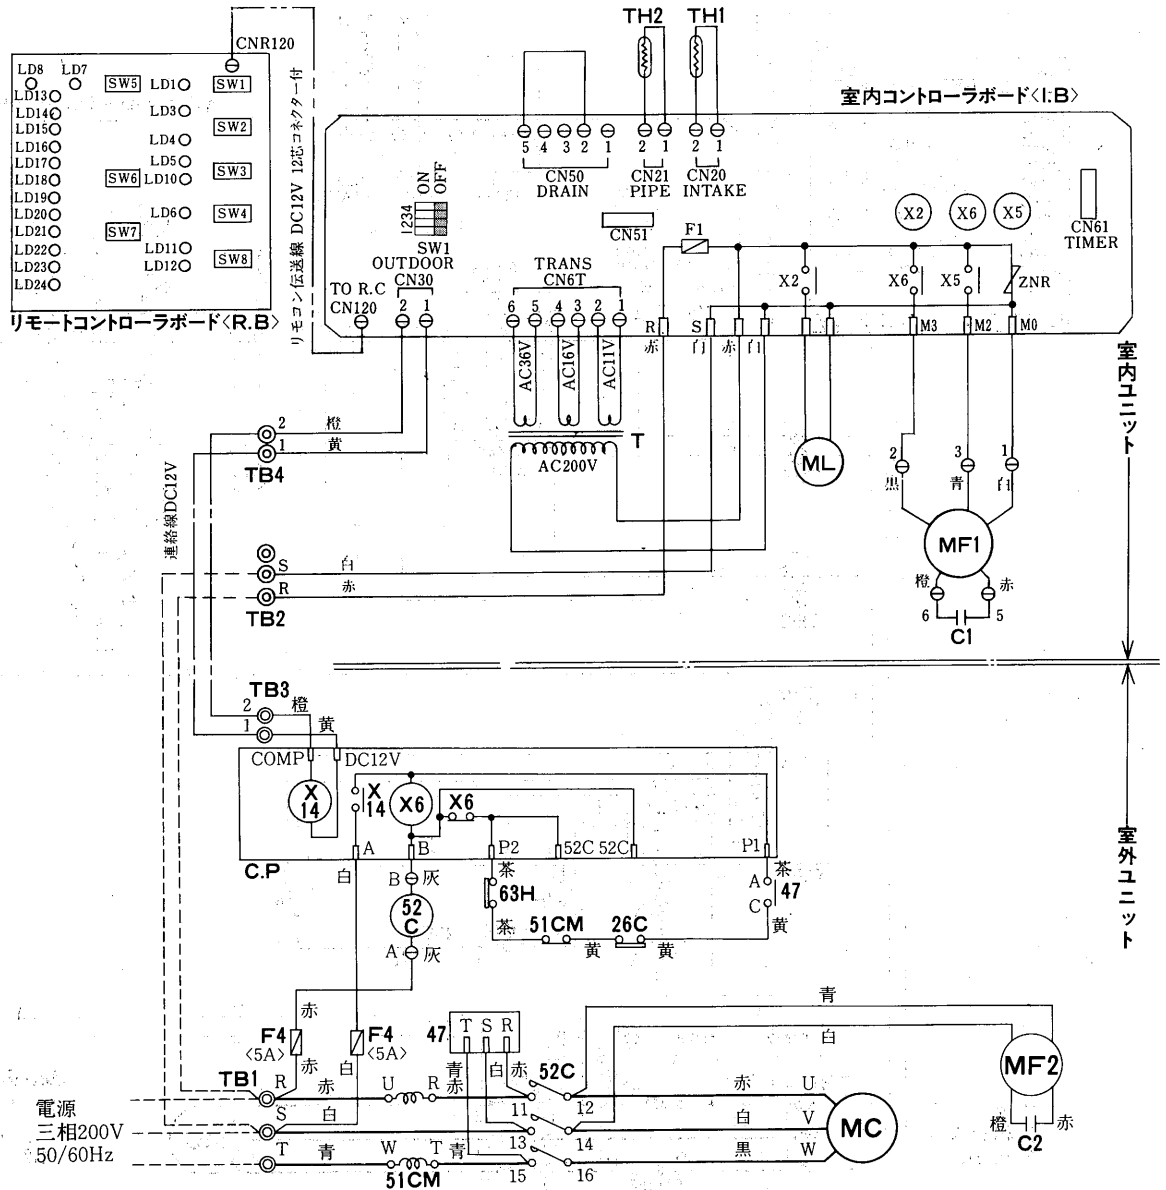 TH2 TH1
CNR120
LD8 LD7
SW5 LD1 SW1
LD13
LD14 LD3
LD15 SW2
LD16 LD4
LD17 LD5 SW3
LD18 SW6 LD10
LD19
LD20 LD6 SW4
LD21 SW7
LD22 LD11 SW8
LD23 LD12
LD24
リモートコントローラボード〈R.B〉
リモコン伝送線 DC12V 12芯コネクター付
室内コントローラボード〈I.B〉
5 4 3 2 1
CN50
DRAIN
2 1
CN21
PIPE
2 1
CN20
INTAKE
ON
OFF
1234
SW1
CN51
F1
X2 X6 X5
CN61
TIMER
OUTDOOR
CN30
2 1
TO R.C
CN120
TRANS
CN6T
6 5 4 3 2 1
X2 X6 X5 ZNR
R S M3 M2 M0
赤 白 赤 白
AC36V AC16V AC11V
T
AC200V
室内ユニット
2 橙
1 黄
TB4
連絡線DC12V
ML
2 3 1
黒 青 白
MF1
橙 赤
6 5
C1
S 白
R 赤
TB2
TB3
2 橙
1 黄
COMP DC12V
X14 X14 X6 X6
A B P2 52C 52C P1
C.P
室外ユニット
白 B 灰 茶 茶
63H
A 47
C
52C
茶 51CM 26C 黄
黄 黄
A 灰
赤
F4 F4
〈5A〉 〈5A〉
赤 白
47 T S R
青 白 赤
青
白
MF2
橙 赤
C2
TB1
R 赤 U R 赤 52C 11 12 赤 U
S 白 13 14 白 V
T 青 W T 青 15 16 黒 W
51CM
MC
電源
三相200V
50/60Hz